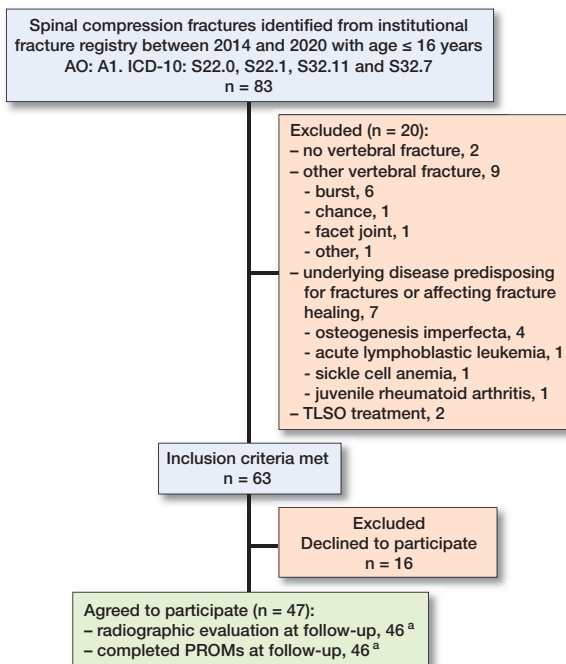 Spinal compression fractures identified from institutional
fracture registry between 2014 and 2020 with age ≤ 16 years
AO: A1. ICD-10: S22.0, S22.1, S32.11 and S32.7
n = 83
Excluded (n = 20):
– no vertebral fracture, 2
– other vertebral fracture, 9
- burst, 6
- chance, 1
- facet joint, 1
- other, 1
– underlying disease predisposing
for fractures or affecting fracture
healing, 7
- osteogenesis imperfecta, 4
- acute lymphoblastic leukemia, 1
- sickle cell anemia, 1
- juvenile rheumatoid arthritis, 1
– TLSO treatment, 2
Inclusion criteria met
n = 63
Excluded
Declined to participate
n = 16
Agreed to participate (n = 47):
– radiographic evaluation at follow-up, 46 a
– completed PROMs at follow-up, 46 a